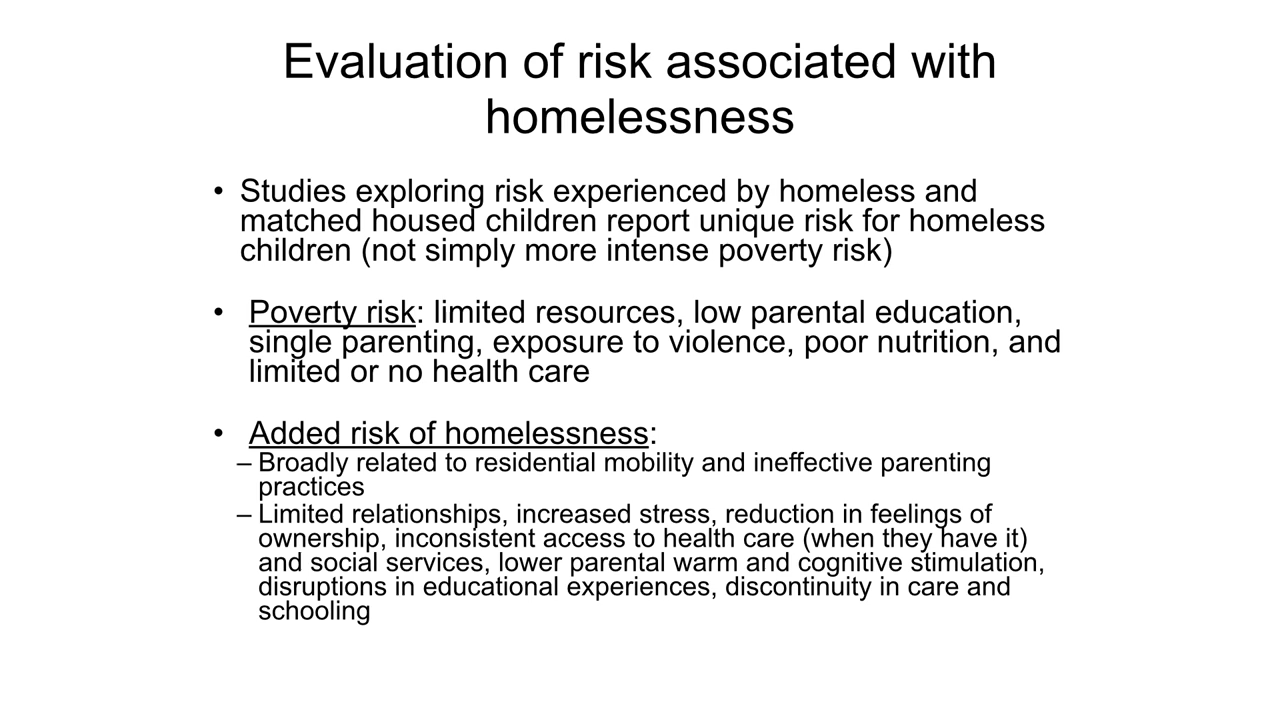 Evaluation of risk associated with
homelessness
• Studies exploring risk experienced by homeless and
matched housed children report unique risk for homeless
children (not simply more intense poverty risk)
• Poverty risk: limited resources, low parental education,
single parenting, exposure to violence, poor nutrition, and
limited or no health care
• Added risk of homelessness:
– Broadly related to residential mobility and ineffective parenting
practices
– Limited relationships, increased stress, reduction in feelings of
ownership, inconsistent access to health care (when they have it)
and social services, lower parental warm and cognitive stimulation,
disruptions in educational experiences, discontinuity in care and
schooling